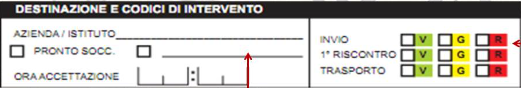 DESTINAZIONE E CODICI DI INTERVENTO
AZIENDA / ISTITUTO
PRONTO SOCC.
ORA ACCETTAZIONE :
INVIO V G R
1° RISCONTRO V G R
TRASPORTO V G R